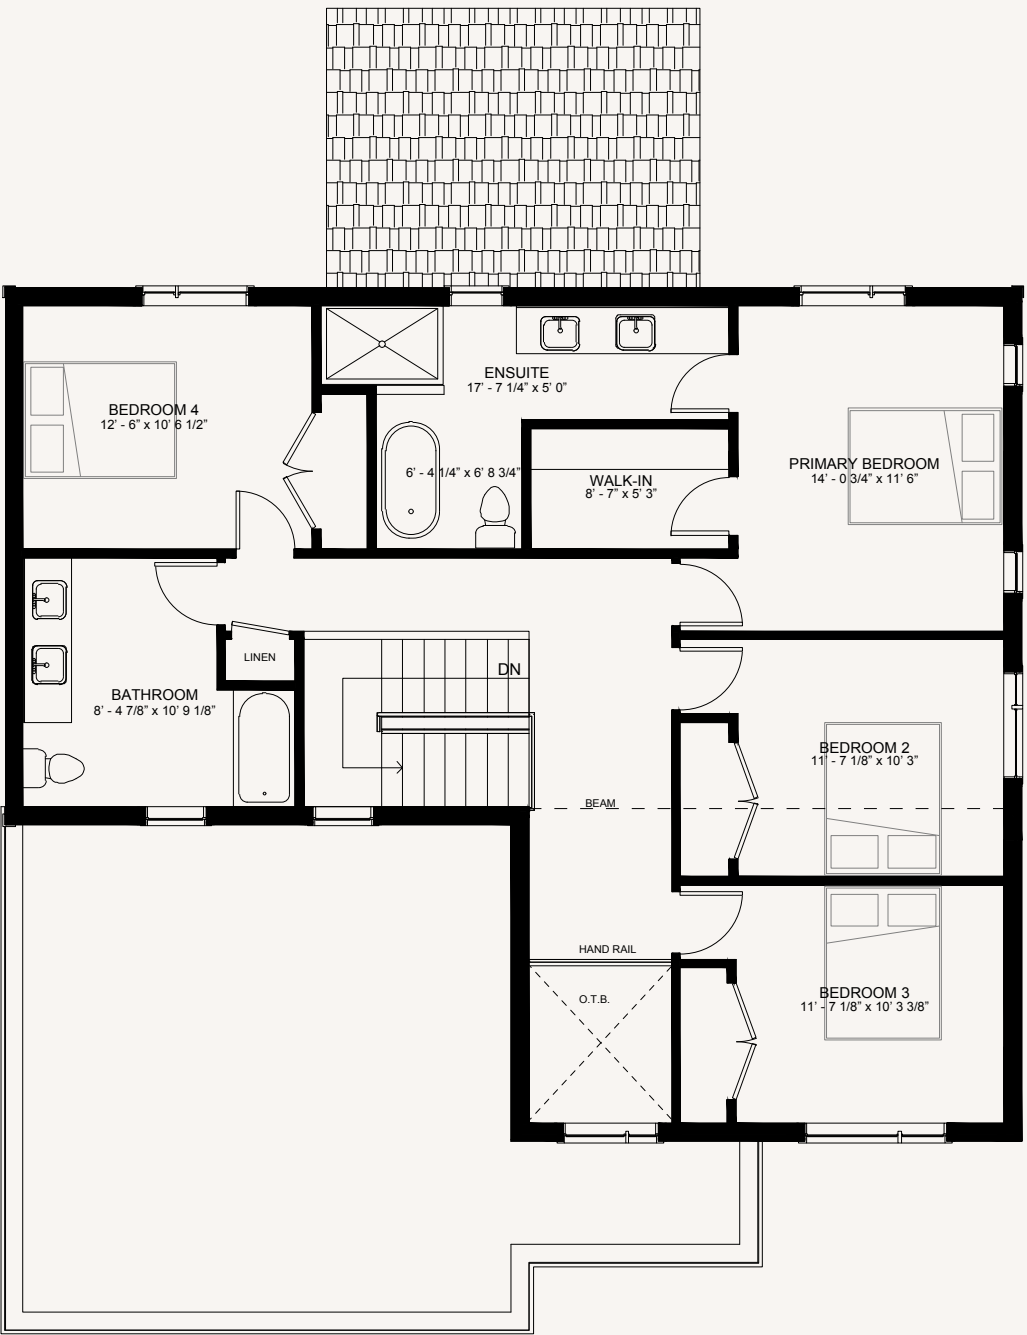 ENSUITE
17' - 7 1/4" x 5' 0"
BEDROOM 4
12' - 6" x 10' 6 1/2"
PRIMARY BEDROOM
14' - 0 3/4" x 11' 6"
6' - 4 1/4" x 6' 8 3/4"
WALK-IN
8' - 7" x 5' 3"
LINEN
DN
BATHROOM
8' - 4 7/8" x 10' 9 1/8"
BEDROOM 2
11' - 7 1/8" x 10' 3"
BEAM
HAND RAIL
O.T.B.
BEDROOM 3
11' - 7 1/8" x 10' 3 3/8"